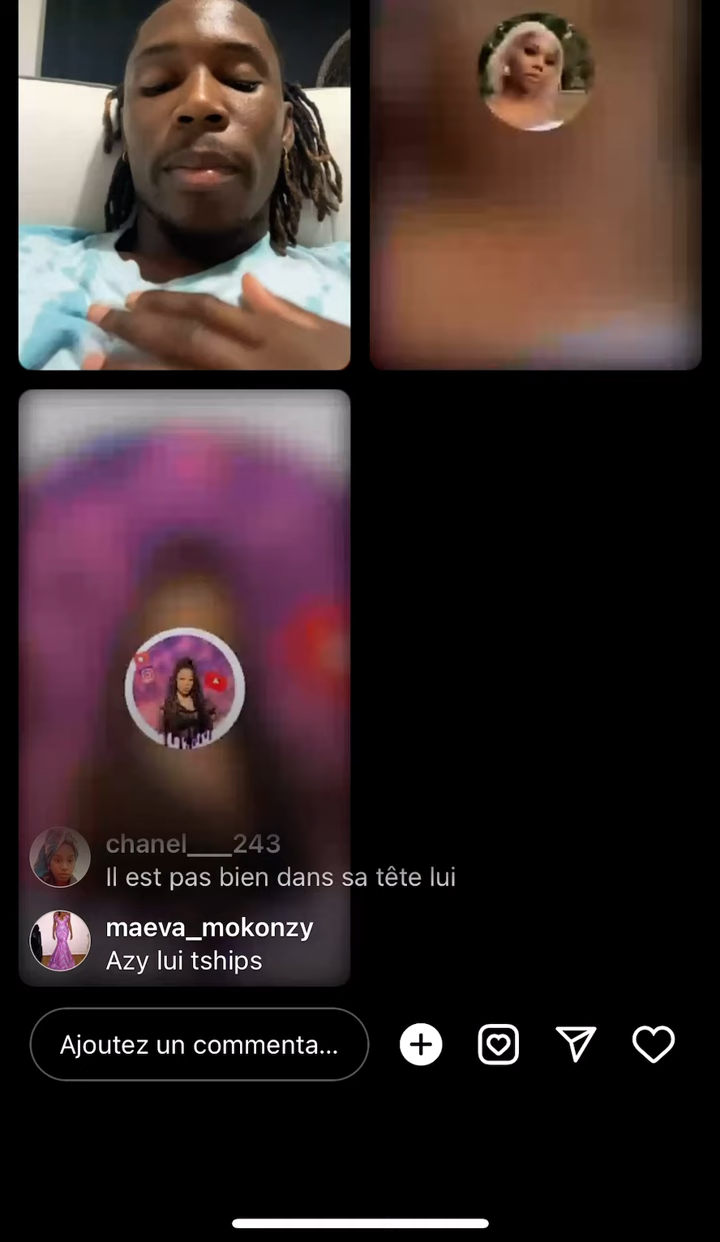 chanel___243
Il est pas bien dans sa tête lui
maeva_mokonzy
Azy lui tships
Ajoutez un commenta...